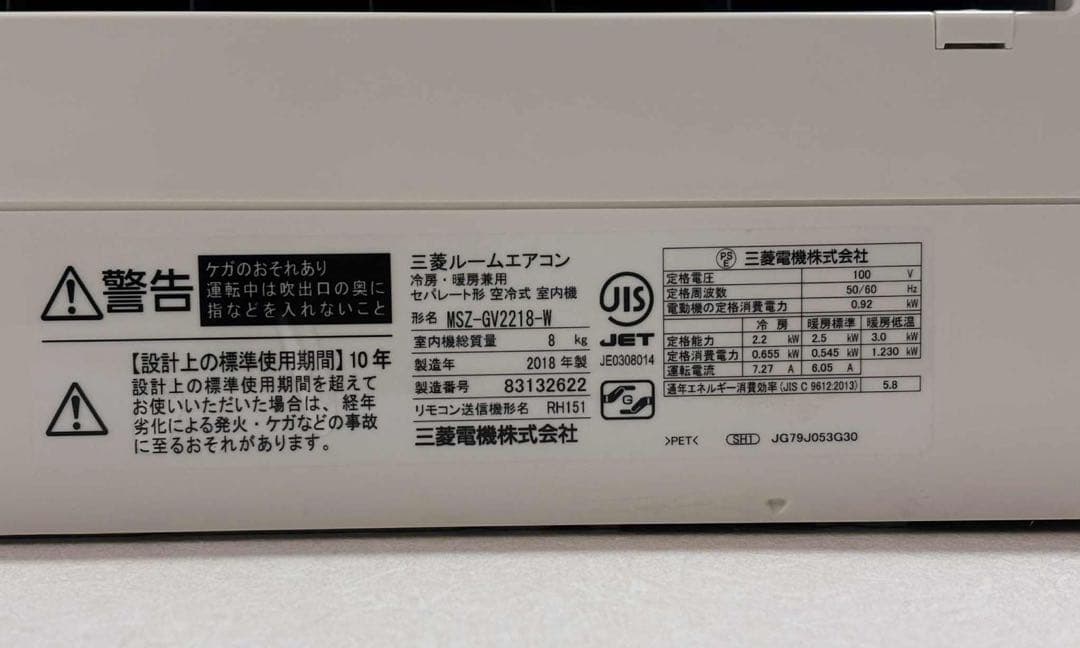 警告
ケガのおそれあり
運転中は吹出口の奥に
指などを入れないこと
【設計上の標準使用期間】10年
設計上の標準使用期間を超えて
お使いいただいた場合は、経年
劣化による発火・ケガなどの事故
に至るおそれがあります。
三菱ルームエアコン
冷房・暖房兼用
セパレート形 空冷式 室内機
形名 MSZ-GV2218-W
室内機総質量 8 kg
製造年 2018 年製
製造番号 83132622
リモコン送信機形名 RH151
三菱電機株式会社
JIS
JET
JE0308014
G
PSE 三菱電機株式会社
定格電圧 100 V
定格周波数 50/60 Hz
電動機の定格消費電力 0.92 kW
冷房 暖房標準 暖房低温
定格能力 2.2 kW 2.5 kW 3.0 kW
定格消費電力 0.655 kW 0.545 kW 1.230 kW
運転電流 7.27 A 6.05 A
通年エネルギー消費効率(JIS C 9612:2013) 5.8
>PET< SH1 JG79J053G30